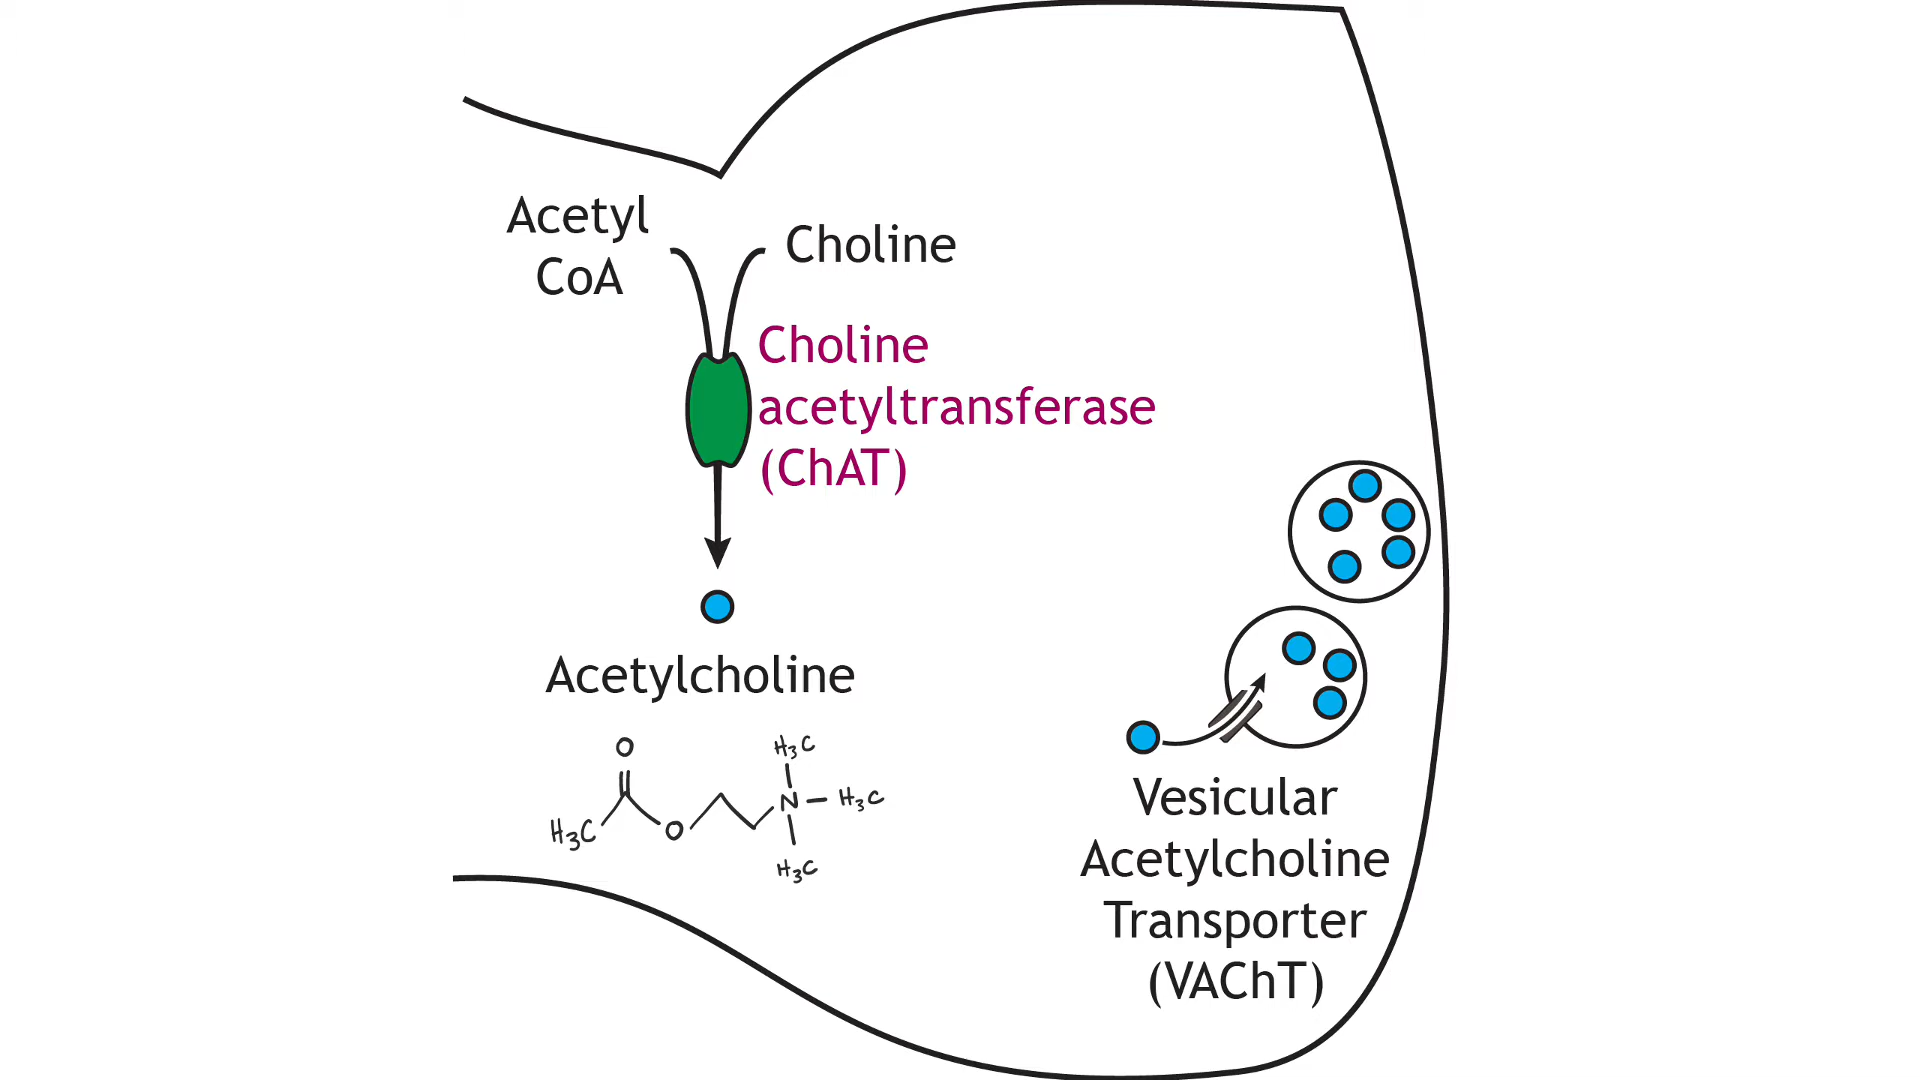 Acetyl
CoA
Choline
Choline
acetyltransferase
(ChAT)
Acetylcholine
O
H₃C
O
N
H₃C
H₃C
H₃C
Vesicular
Acetylcholine
Transporter
(VAChT)